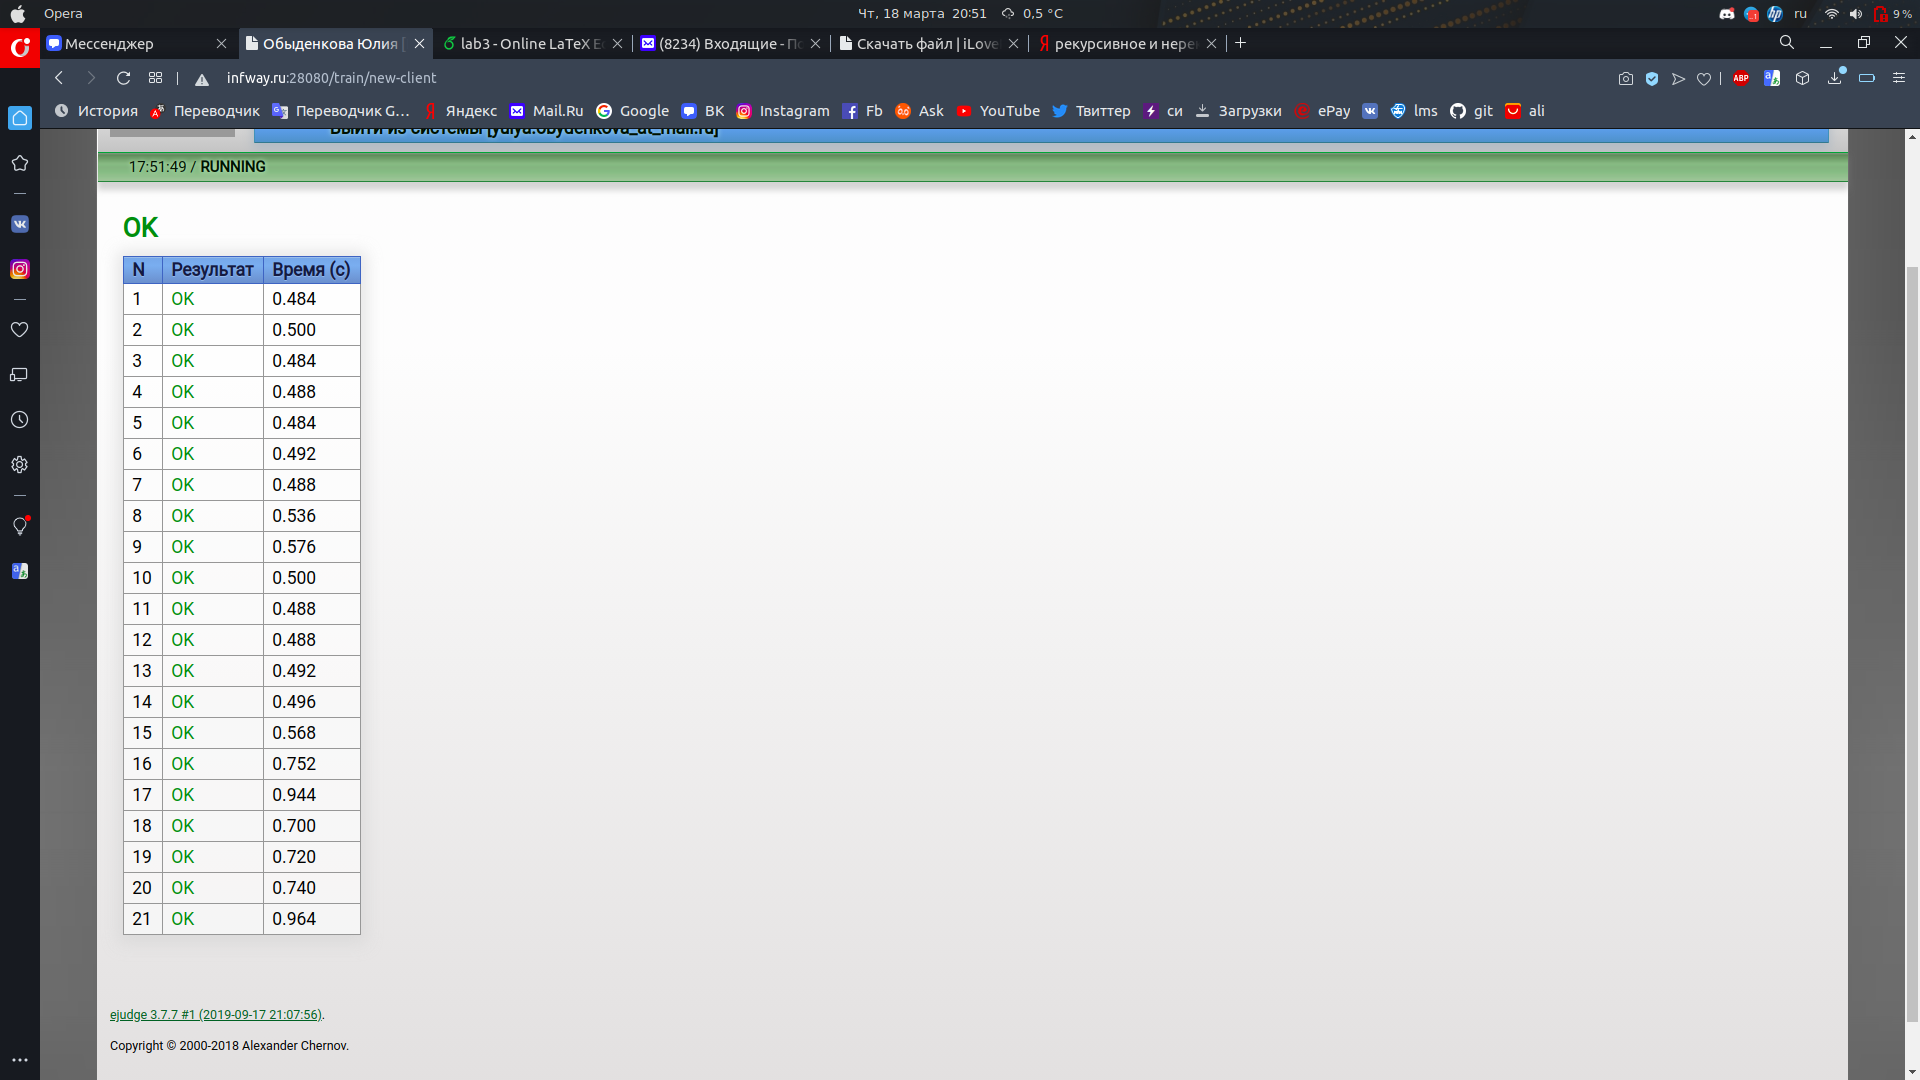 Opera
Чт, 18 марта 20:51
0,5 °C
ru
9 %
Мессенджер
Обыденкова Юлия [
lab3 - Online LaTeX Ed
(8234) Входящие - По
Скачать файл | iLove
рекурсивное и нерек
infway.ru:28080/train/new-client
ABP
История
Переводчик
Переводчик G…
Яндекс
Mail.Ru
Google
ВК
Instagram
Fb
Ask
YouTube
Твиттер
си
Загрузки
ePay
lms
git
ali
Выйти из системы [yulya.obydenkova_at_mail.ru]
17:51:49 / RUNNING
OK
N Результат Время (с)
1 OK 0.484
2 OK 0.500
3 OK 0.484
4 OK 0.488
5 OK 0.484
6 OK 0.492
7 OK 0.488
8 OK 0.536
9 OK 0.576
10 OK 0.500
11 OK 0.488
12 OK 0.488
13 OK 0.492
14 OK 0.496
15 OK 0.568
16 OK 0.752
17 OK 0.944
18 OK 0.700
19 OK 0.720
20 OK 0.740
21 OK 0.964
ejudge 3.7.7 #1 (2019-09-17 21:07:56).
Copyright © 2000-2018 Alexander Chernov.